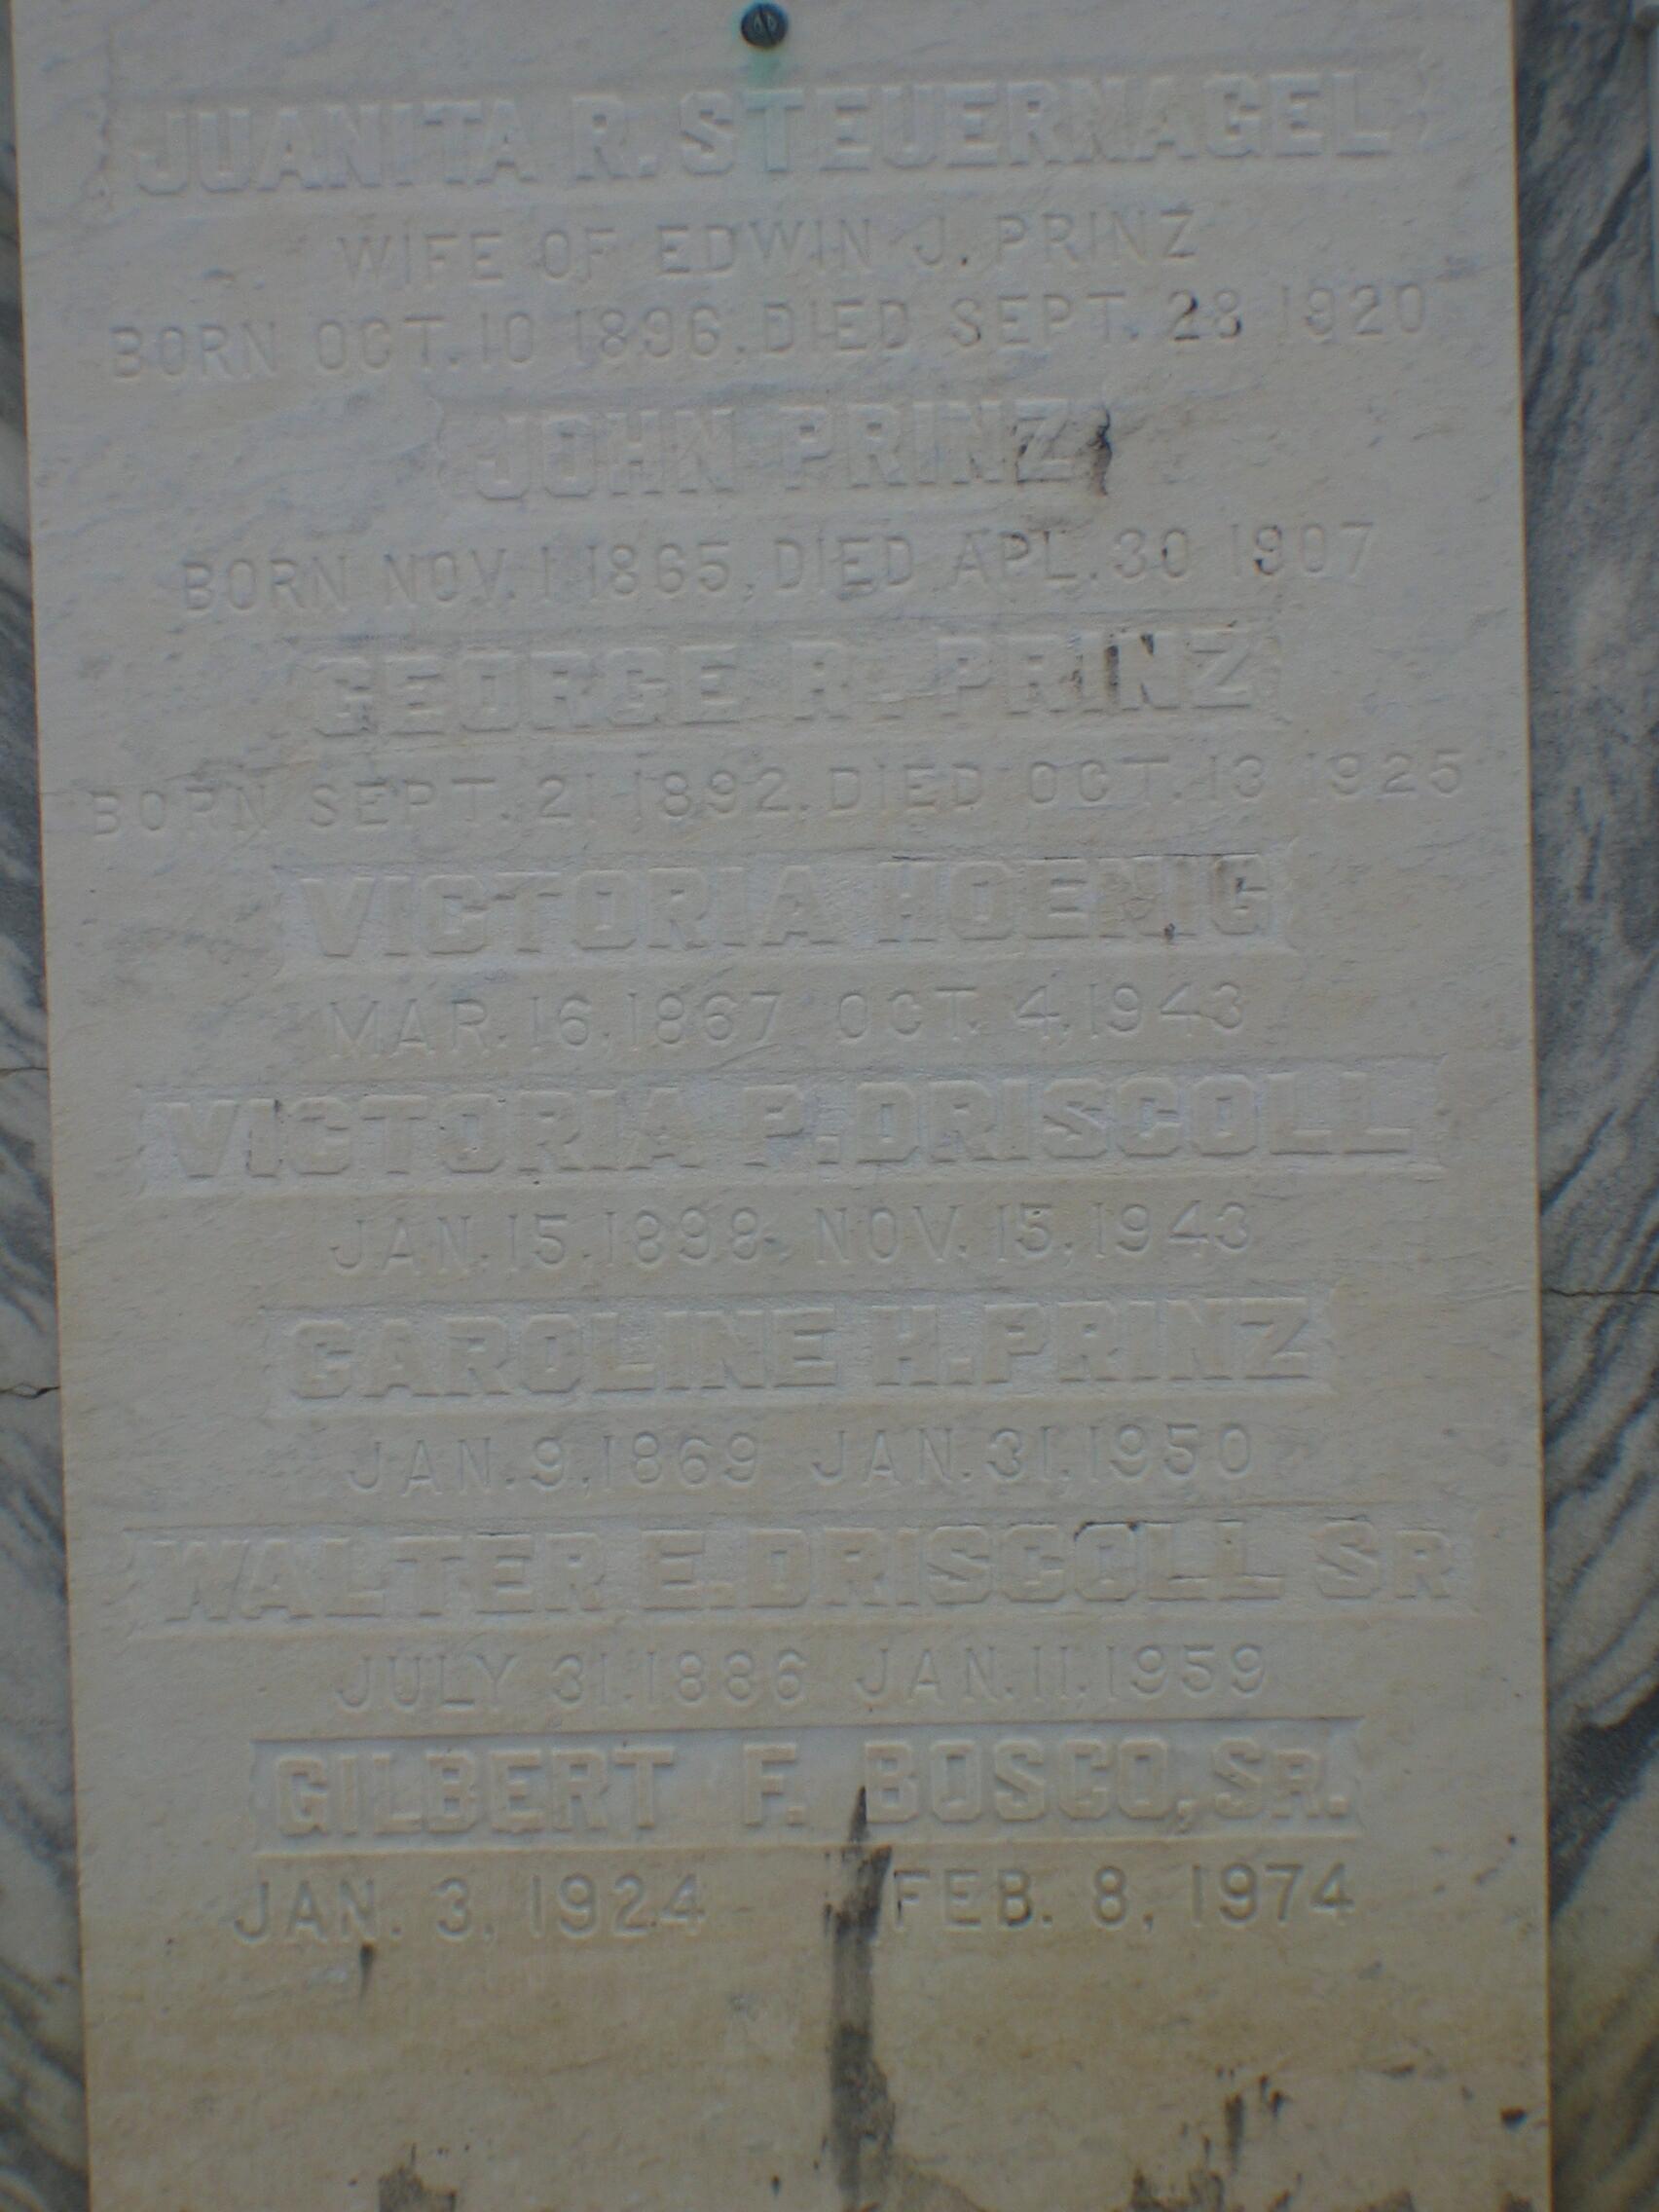 JUANITA R. STEUERNAGEL
WIFE OF EDWIN J. PRINZ
BORN OCT. 10 1896. DIED SEPT. 28 1920
JOHN PRINZ
BORN NOV. 1 1865, DIED APL. 30 1907
GEORGE R. PRINZ
BORN SEPT. 21 1892. DIED OCT. 13 1925
VICTORIA HOENIG
MAR. 16, 1867 OCT. 4, 1943
VICTORIA P. DRISCOLL
JAN. 15, 1898 NOV. 15, 1943
CAROLINE H. PRINZ
JAN. 9, 1869 JAN. 31, 1950
WALTER E. DRISCOLL SR
JULY 31, 1886 JAN. 11, 1959
GILBERT F. BOSCO, SR.
JAN. 3, 1924 - FEB. 8, 1974